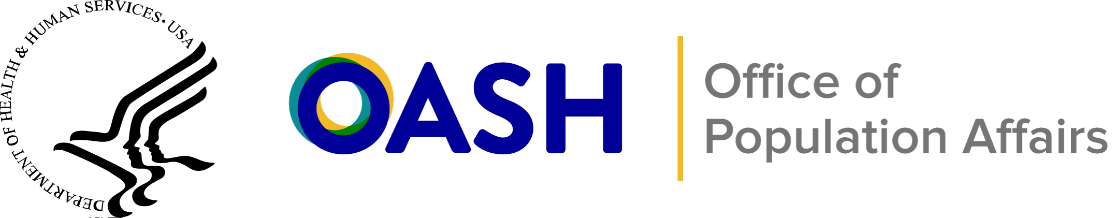 DEPARTMENT OF HEALTH & HUMAN SERVICES • USA
OASH
Office of
Population Affairs